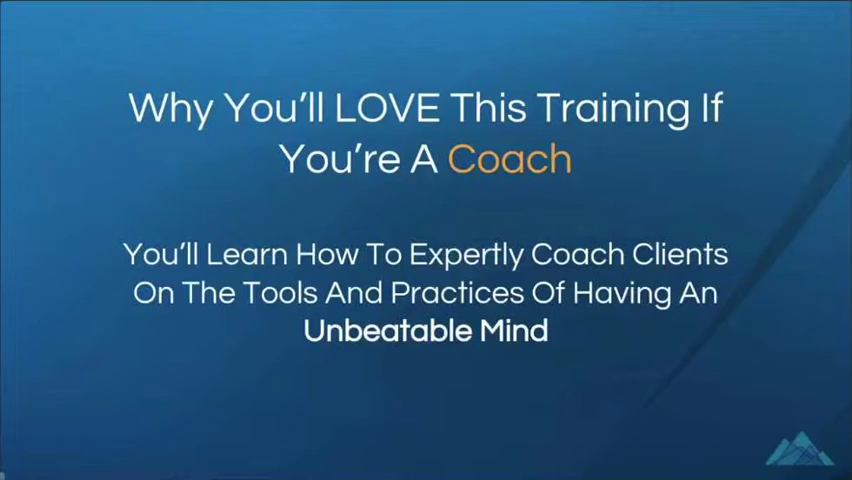 Why You’ll LOVE This Training If
You’re A Coach
You’ll Learn How To Expertly Coach Clients
On The Tools And Practices Of Having An
Unbeatable Mind